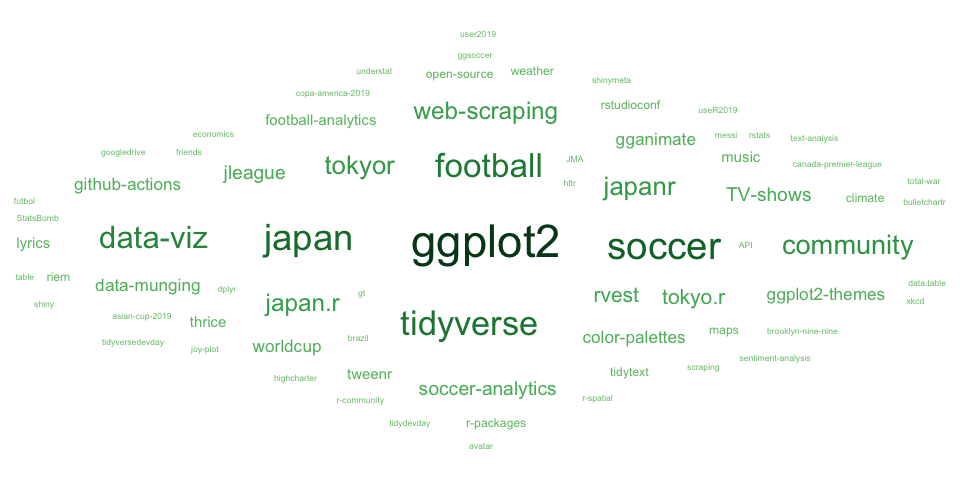 user2019
ggsoccer
understat open-source weather
copa-america-2019 shinymeta
football-analytics web-scraping rstudioconf useR2019
economics gganimate messi rstats text-analysis
googledrive friends jleague tokyor football JMA music canada-premier-league
github-actions httr japanr TV-shows climate total-war
futbol bulletchartr
StatsBomb
lyrics data-viz japan ggplot2 soccer API community
table riem data-munging dplyr japan.r gt rvest tokyo.r ggplot2-themes data.table
shiny xkcd
asian-cup-2019 thrice tidyverse maps brooklyn-nine-nine
tidyversedevday joy-plot worldcup brazil color-palettes sentiment-analysis
highcharter tweenr tidytext scraping
r-community soccer-analytics r-spatial
tidydevday r-packages
avatar